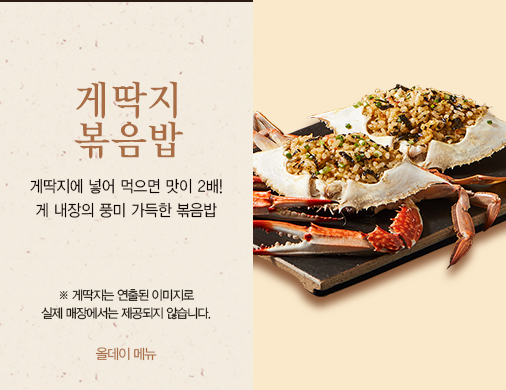 게딱지
볶음밥
게딱지에 넣어 먹으면 맛이 2배!
게 내장의 풍미 가득한 볶음밥
※ 게딱지는 연출된 이미지로
실제 매장에서는 제공되지 않습니다.
올데이 메뉴